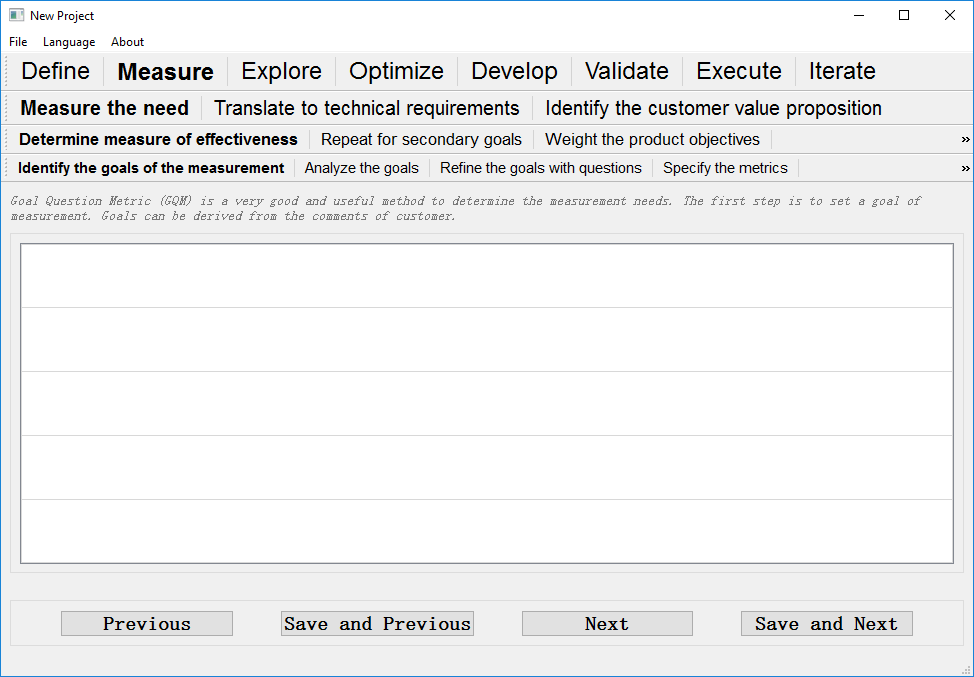 New Project
File Language About
Define Measure Explore Optimize Develop Validate Execute Iterate
Measure the need Translate to technical requirements Identify the customer value proposition
Determine measure of effectiveness Repeat for secondary goals Weight the product objectives »
Identify the goals of the measurement Analyze the goals Refine the goals with questions Specify the metrics »
Goal Question Metric (GQM) is a very good and useful method to determine the measurement needs. The first step is to set a goal of
measurement. Goals can be derived from the comments of customer.
Previous Save and Previous Next Save and Next